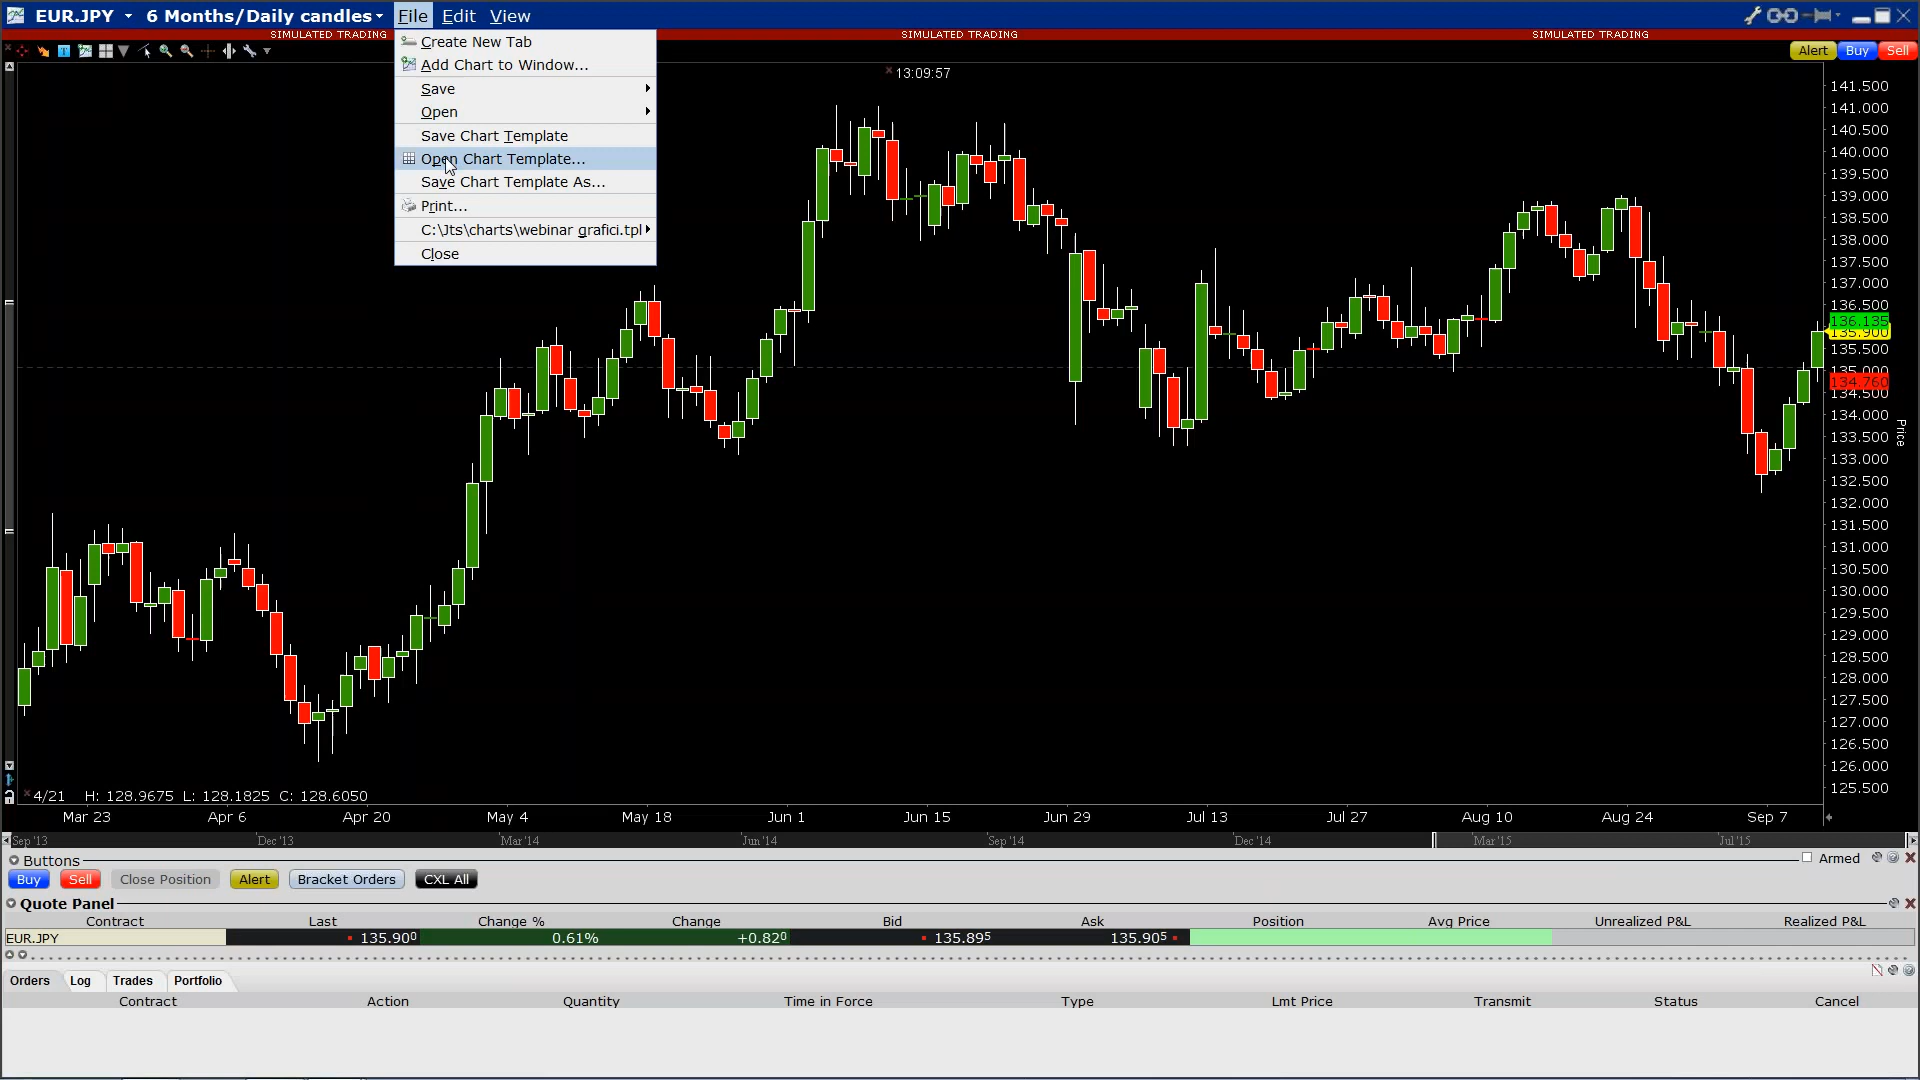 EUR.JPY 6 Months/Daily candles File Edit View
SIMULATED TRADING SIMULATED TRADING SIMULATED TRADING
Create New Tab
Add Chart to Window...
Save
Open
Save Chart Template
Open Chart Template...
Save Chart Template As...
Print...
C:\Jts\charts\webinar grafici.tpl
Close
Alert Buy Sell
13:09:57
141.500
141.000
140.500
140.000
139.500
139.000
138.500
138.000
137.500
137.000
136.500
136.135
135.900
135.500
135.000
134.760
134.500
134.000
133.500
133.000
132.500
132.000
131.500
131.000
130.500
130.000
129.500
129.000
128.500
128.000
127.500
127.000
126.500
126.000
125.500
Price
4/21 H: 128.9675 L: 128.1825 C: 128.6050
Mar 23 Apr 6 Apr 20 May 4 May 18 Jun 1 Jun 15 Jun 29 Jul 13 Jul 27 Aug 10 Aug 24 Sep 7
Sep '13 Dec '13 Mar '14 Jun '14 Sep '14 Dec '14 Mar '15 Jul '15
Buttons Armed
Buy Sell Close Position Alert Bracket Orders CXL All
Quote Panel
Contract Last Change % Change Bid Ask Position Avg Price Unrealized P&L Realized P&L
EUR.JPY 135.900 0.61% +0.820 135.895 135.905
Orders Log Trades Portfolio
Contract Action Quantity Time in Force Type Lmt Price Transmit Status Cancel